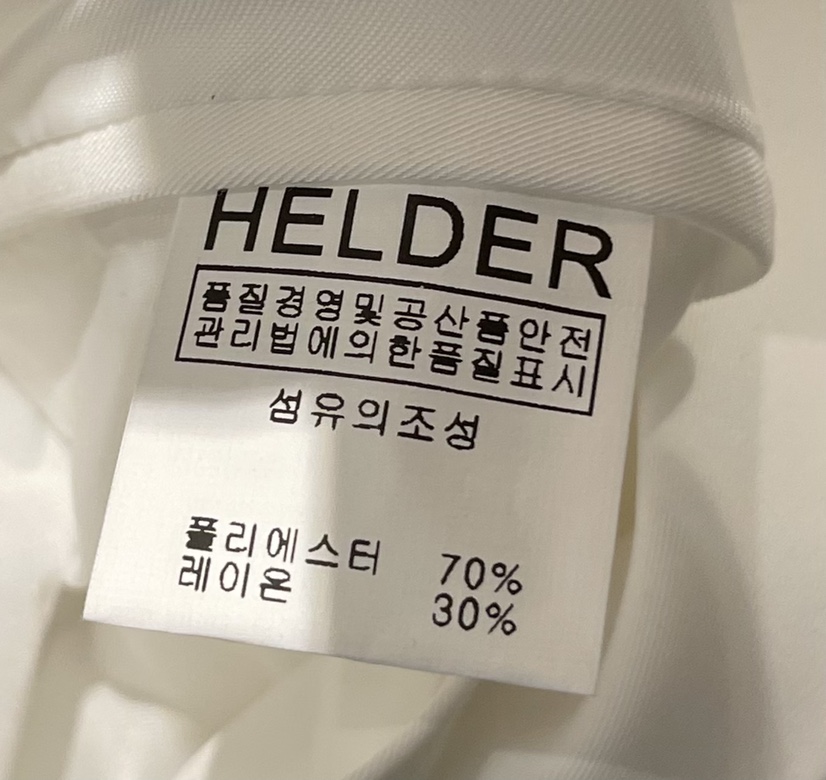 HELDER
품질경영및공산품안전
관리법에의한품질표시
섬유의조성
폴리에스터 70%
레이온 30%